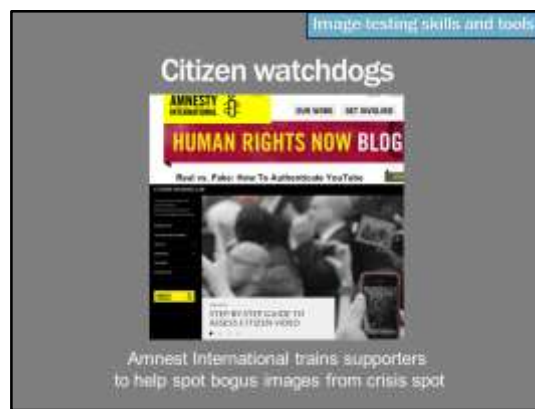 Image-testing skills and tools
Citizen watchdogs
AMNESTY
INTERNATIONAL
OUR WORK GET INVOLVED
HUMAN RIGHTS NOW BLOG
Real vs. Fake: How To Authenticate YouTube
STEP BY STEP GUIDE TO
ASSESS CITIZEN VIDEO
Amnest International trains supporters
to help spot bogus images from crisis spot